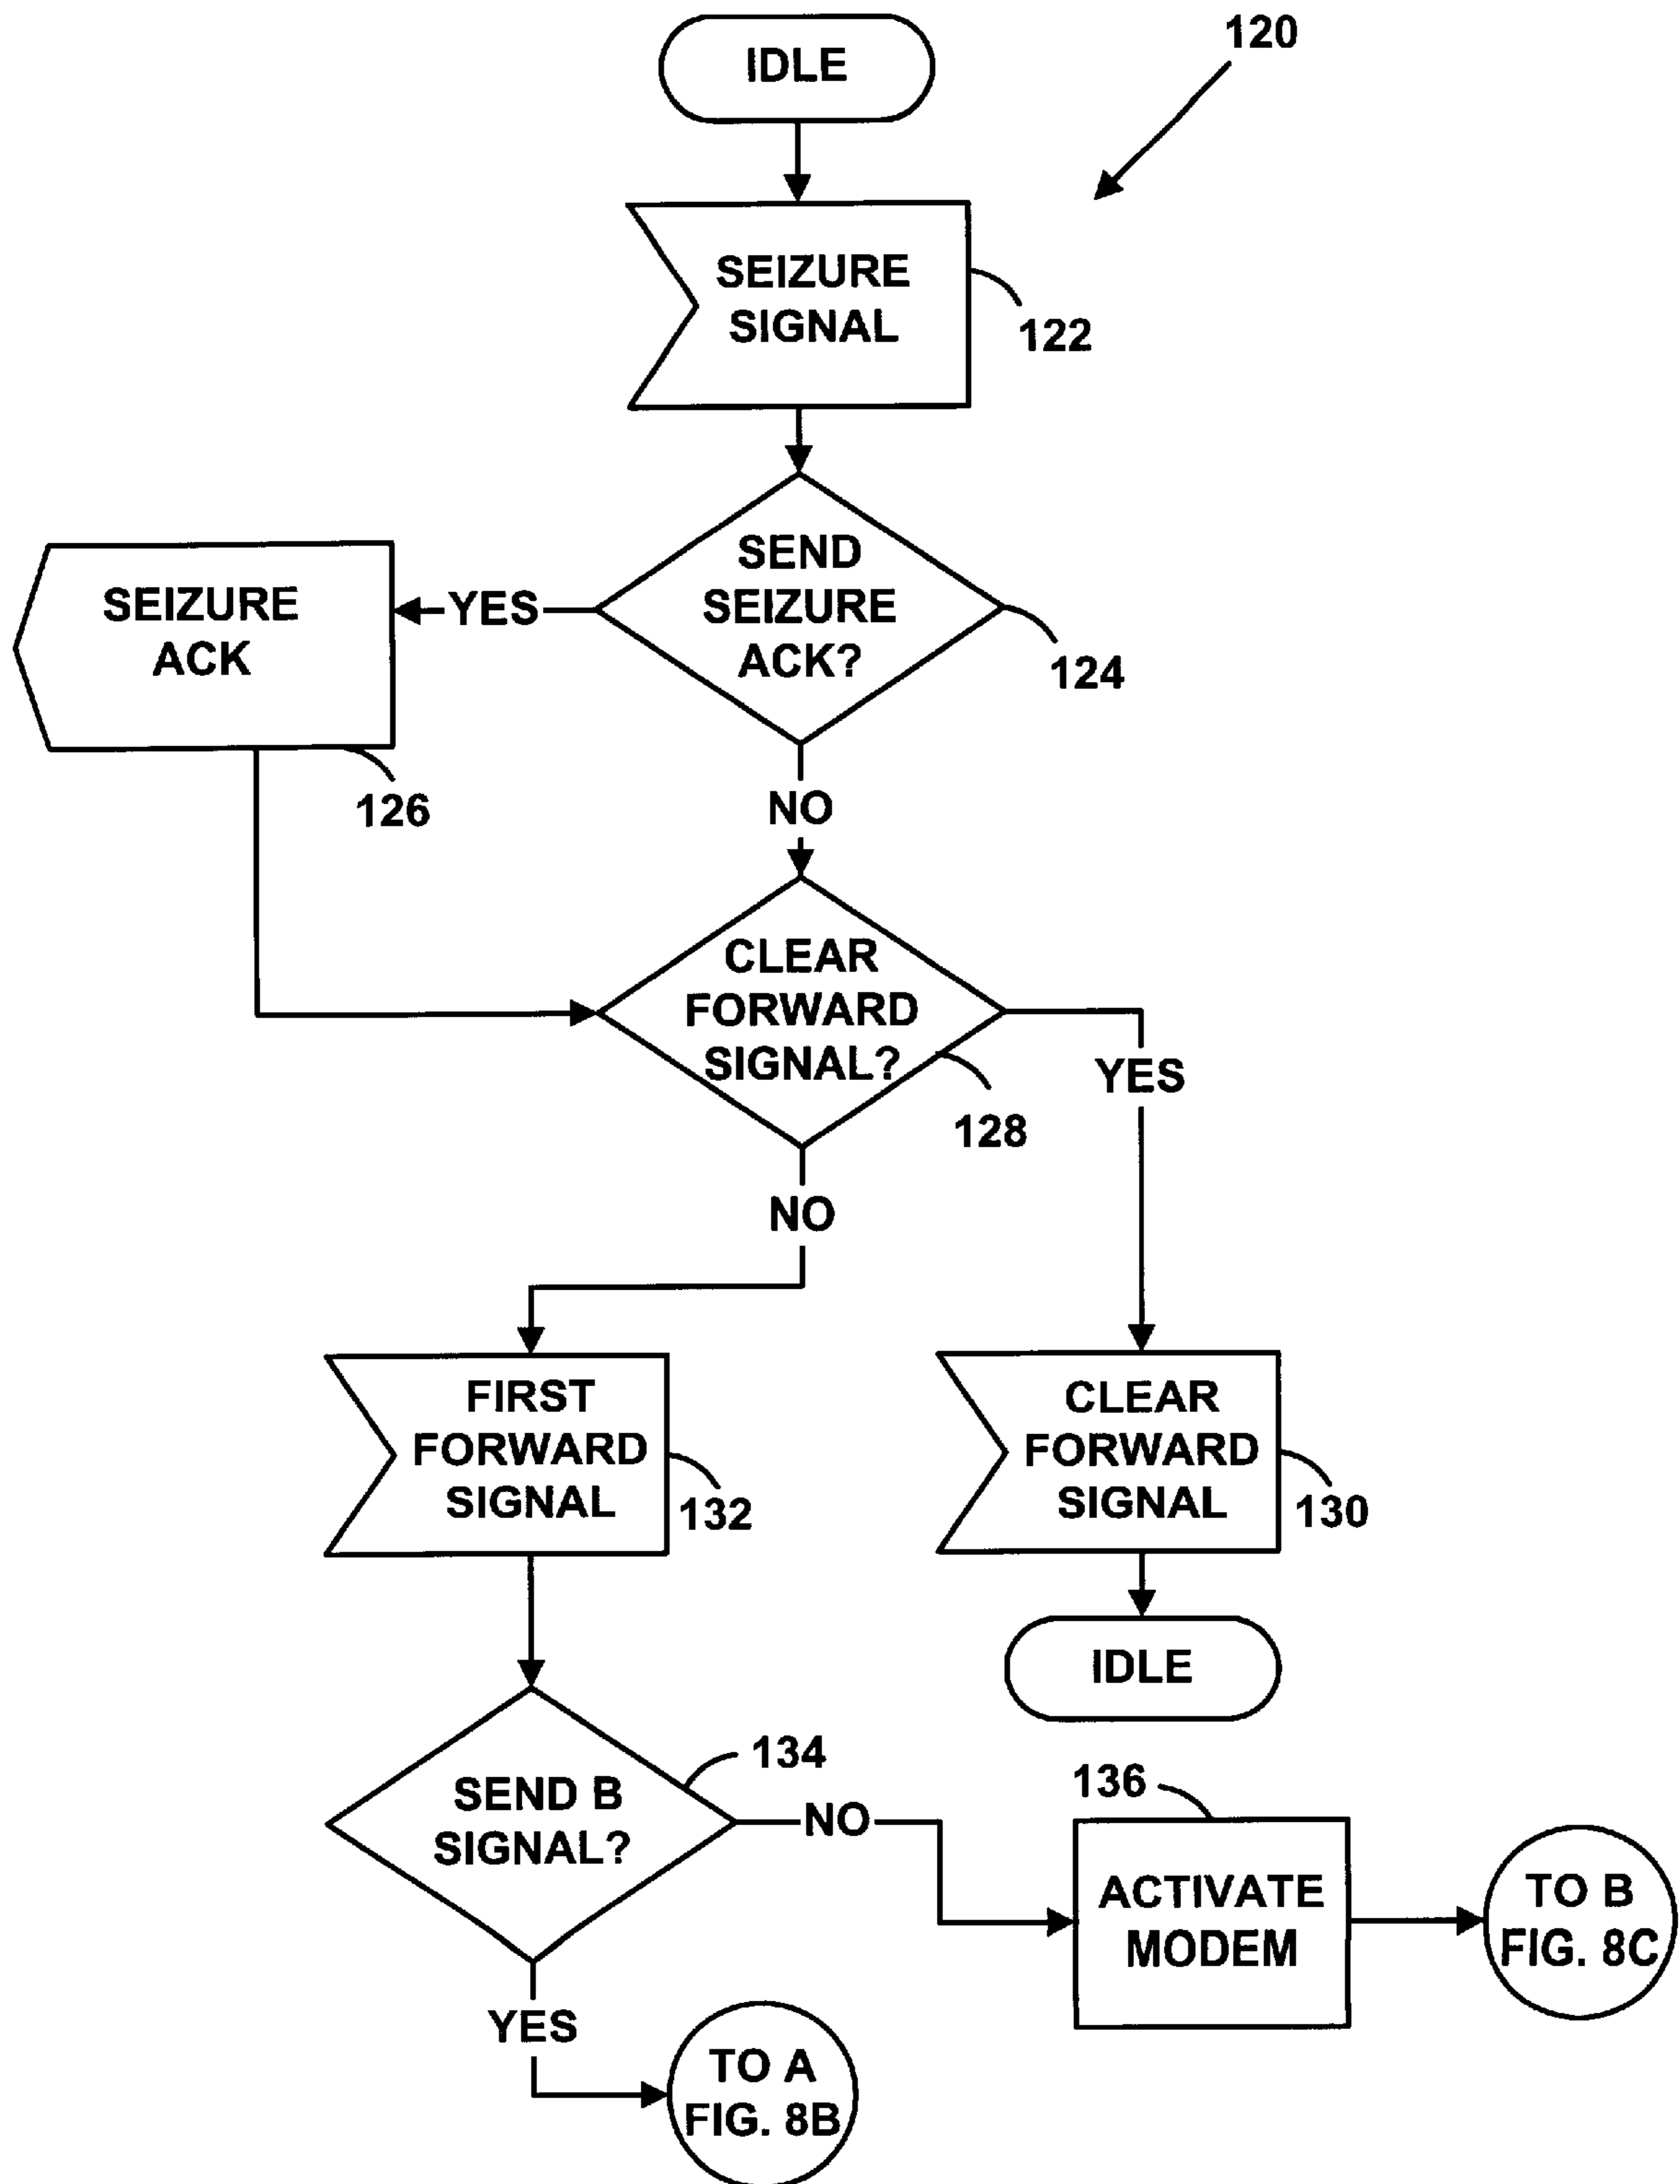 IDLE
120
SEIZURE
SIGNAL
122
SEND
SEIZURE
ACK?
124
YES
SEIZURE
ACK
126
NO
CLEAR
FORWARD
SIGNAL?
128
YES
NO
FIRST
FORWARD
SIGNAL
132
CLEAR
FORWARD
SIGNAL
130
IDLE
SEND B
SIGNAL?
134
NO
136
ACTIVATE
MODEM
TO B
FIG. 8C
YES
TO A
FIG. 8B